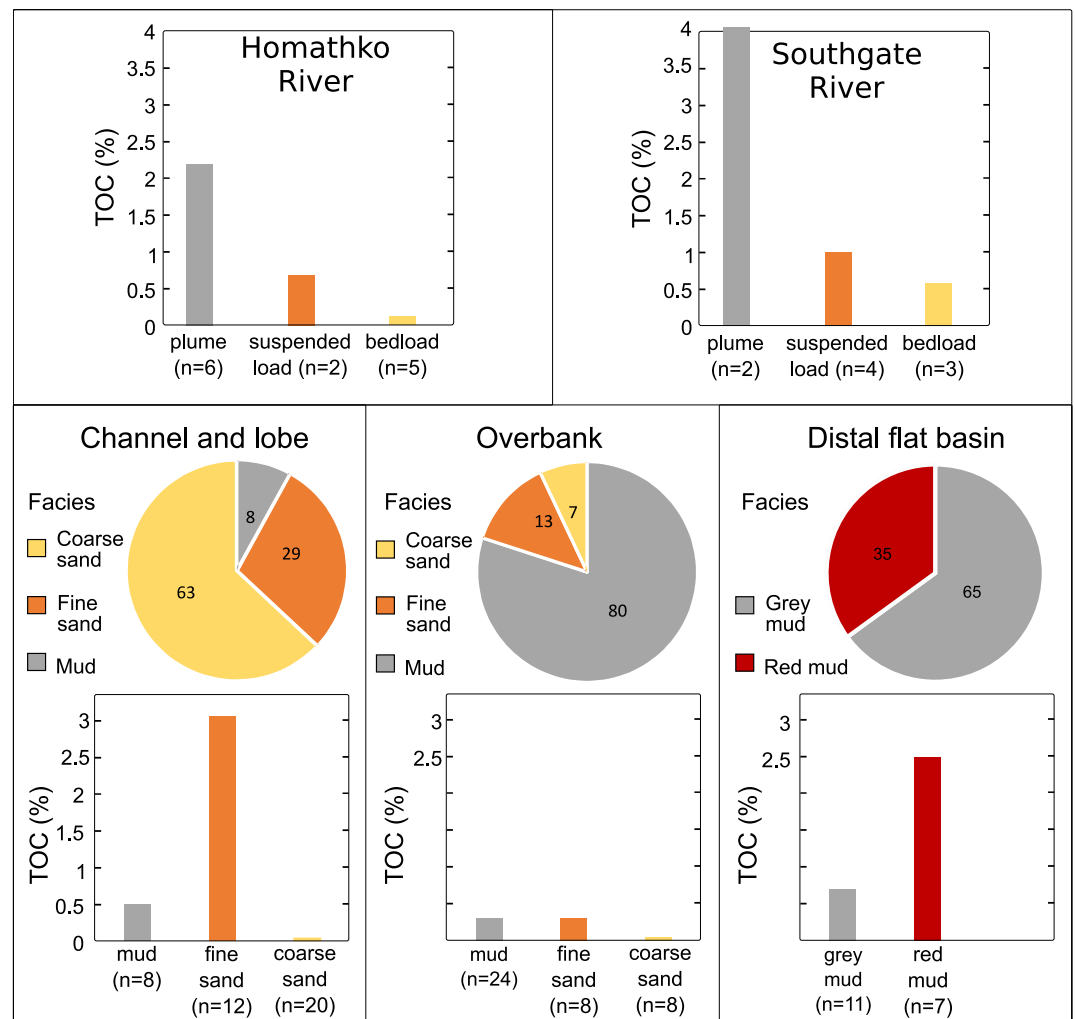 Homathko
River
TOC (%)
4
3.5
3
2.5
2
1.5
1
0.5
0
plume
(n=6)
suspended
load (n=2)
bedload
(n=5)
Southgate
River
TOC (%)
4
3.5
3
2.5
2
1.5
1
0.5
0
plume
(n=2)
suspended
load (n=4)
bedload
(n=3)
Channel and lobe
Facies
Coarse
sand
Fine
sand
Mud
8
29
63
TOC (%)
3
2.5
2
1.5
1
0.5
0
mud
(n=8)
fine
sand
(n=12)
coarse
sand
(n=20)
Overbank
Facies
Coarse
sand
Fine
sand
Mud
7
13
80
TOC (%)
3
2.5
mud
(n=24)
fine
sand
(n=8)
coarse
sand
(n=8)
Distal flat basin
Facies
Grey
mud
Red mud
35
65
TOC (%)
3
2.5
grey
mud
(n=11)
red
mud
(n=7)